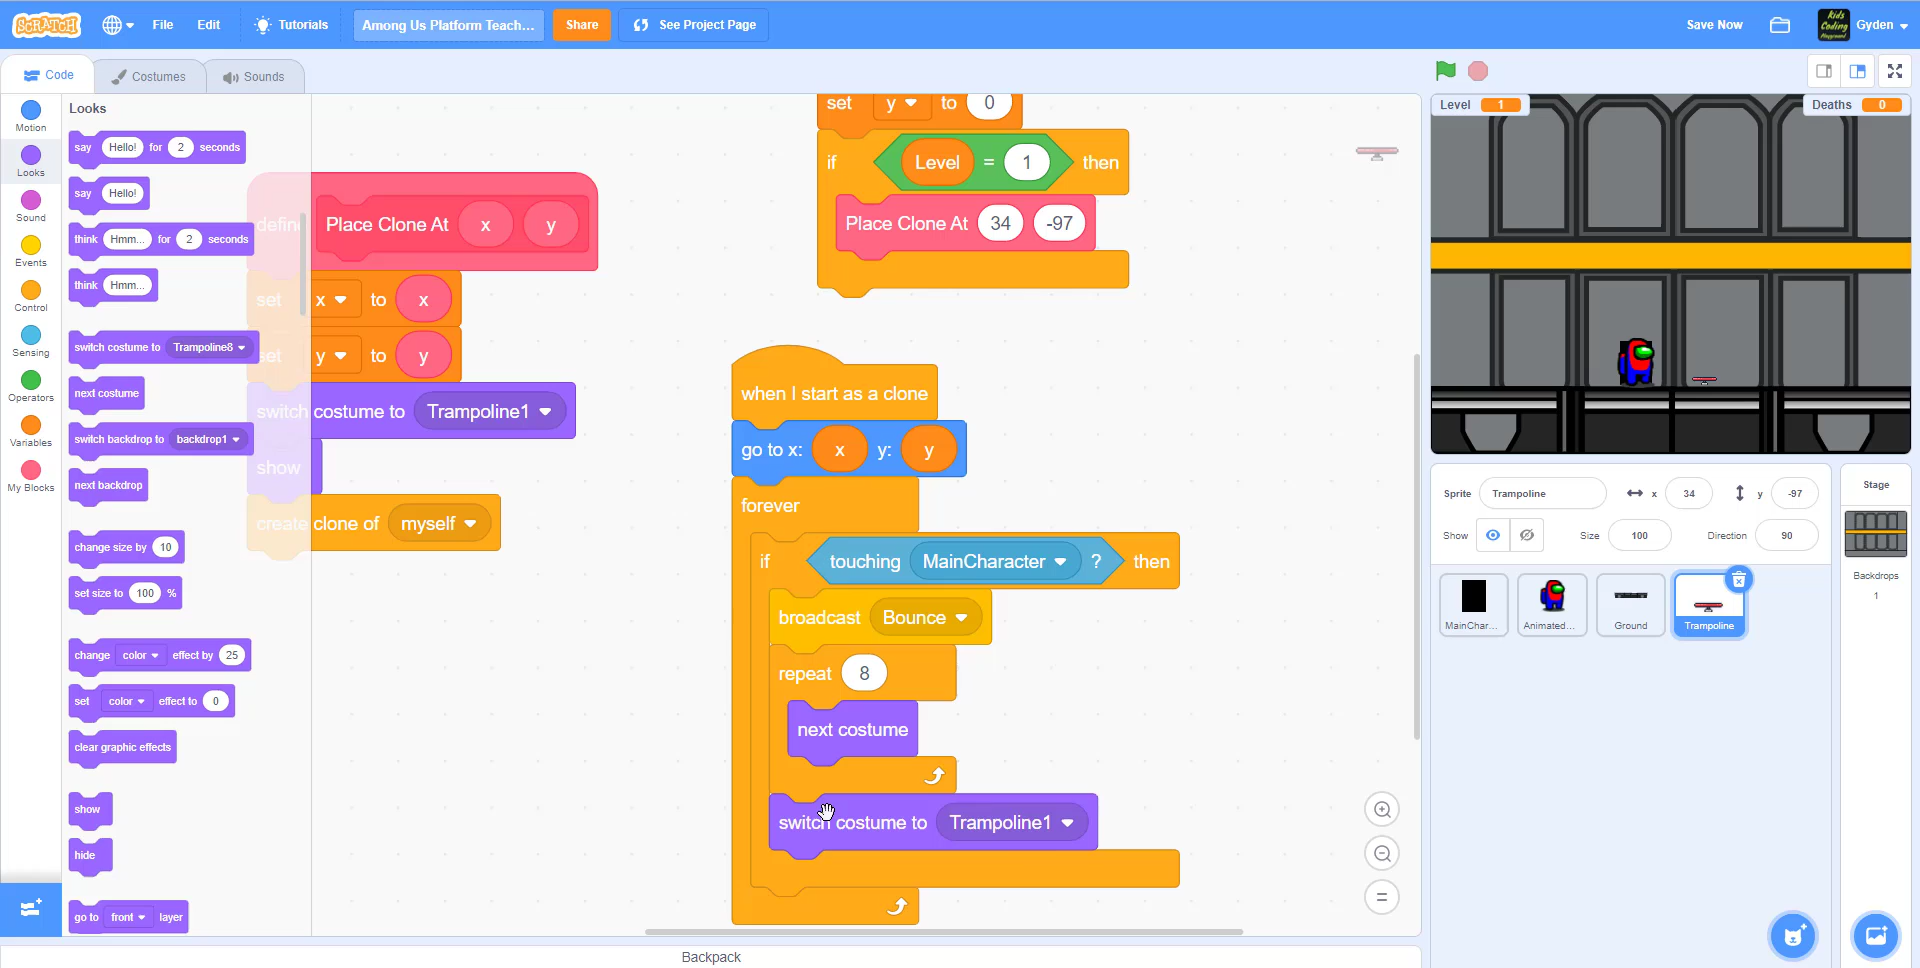 SCRATCH
File
Edit
Tutorials
Among Us Platform Teach...
Share
See Project Page
Save Now
Kids
Coding
Playground
Gyden
Code
Costumes
Sounds
Motion
Looks
Sound
Events
Control
Sensing
Operators
Variables
My Blocks
Looks
say Hello! for 2 seconds
say Hello!
think Hmm... for 2 seconds
think Hmm...
switch costume to Trampoline8
next costume
switch backdrop to backdrop1
next backdrop
change size by 10
set size to 100 %
change color effect by 25
set color effect to 0
clear graphic effects
show
hide
go to front layer
define Place Clone At x y
set x to x
set y to y
switch costume to Trampoline1
show
create clone of myself
set y to 0
if Level = 1 then
Place Clone At 34 -97
when I start as a clone
go to x: x y: y
forever
if touching MainCharacter ? then
broadcast Bounce
repeat 8
next costume
switch costume to Trampoline1
Backpack
Level 1
Deaths 0
Sprite Trampoline x 34 y -97
Show Size 100 Direction 90
MainChar...
Animated...
Ground
Trampoline
Stage
Backdrops
1